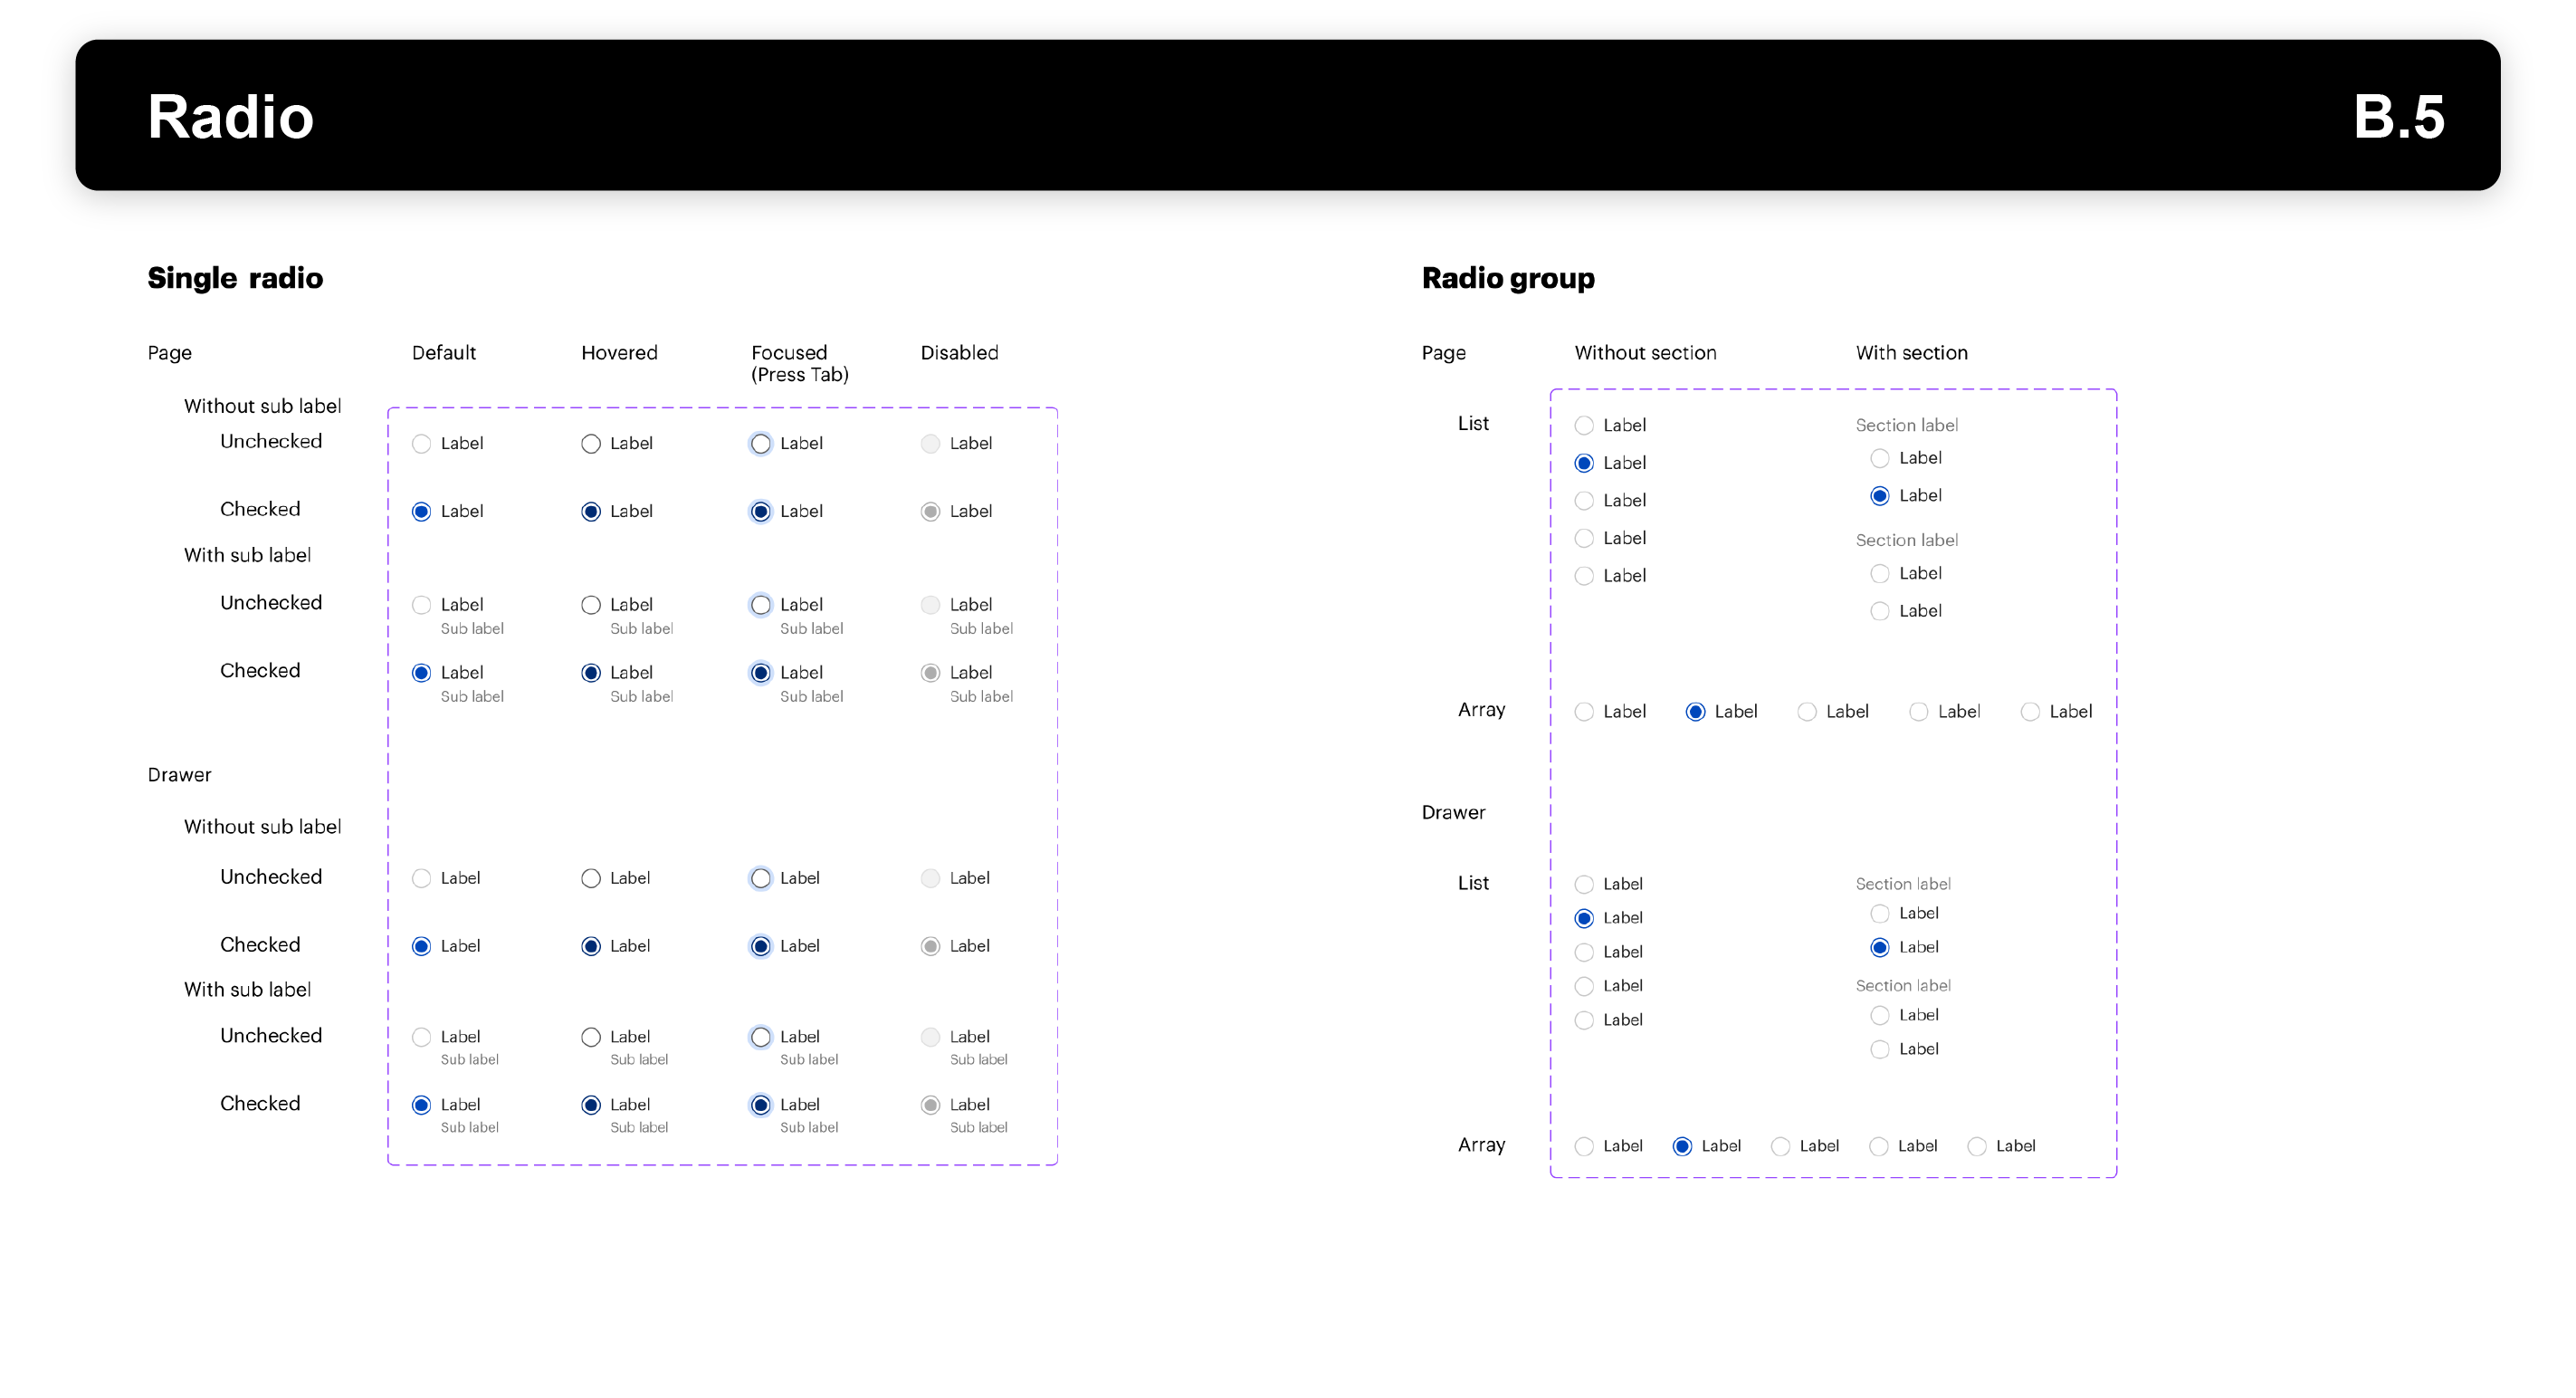 Radio
B.5
Single radio
Page Default Hovered Focused Disabled
(Press Tab)
Without sub label
Unchecked Label Label Label Label
Checked Label Label Label Label
With sub label
Unchecked Label Label Label Label
Sub label Sub label Sub label Sub label
Checked Label Label Label Label
Sub label Sub label Sub label Sub label
Drawer
Without sub label
Unchecked Label Label Label Label
Checked Label Label Label Label
With sub label
Unchecked Label Label Label Label
Sub label Sub label Sub label Sub label
Checked Label Label Label Label
Sub label Sub label Sub label Sub label
Radio group
Page Without section With section
List Label Section label
Label
Label
Label
Label
Label
Section label
Label
Label
Label
Array Label Label Label Label Label
Drawer
List Label Section label
Label
Label
Label
Label
Label
Section label
Label
Label
Label
Array Label Label Label Label Label